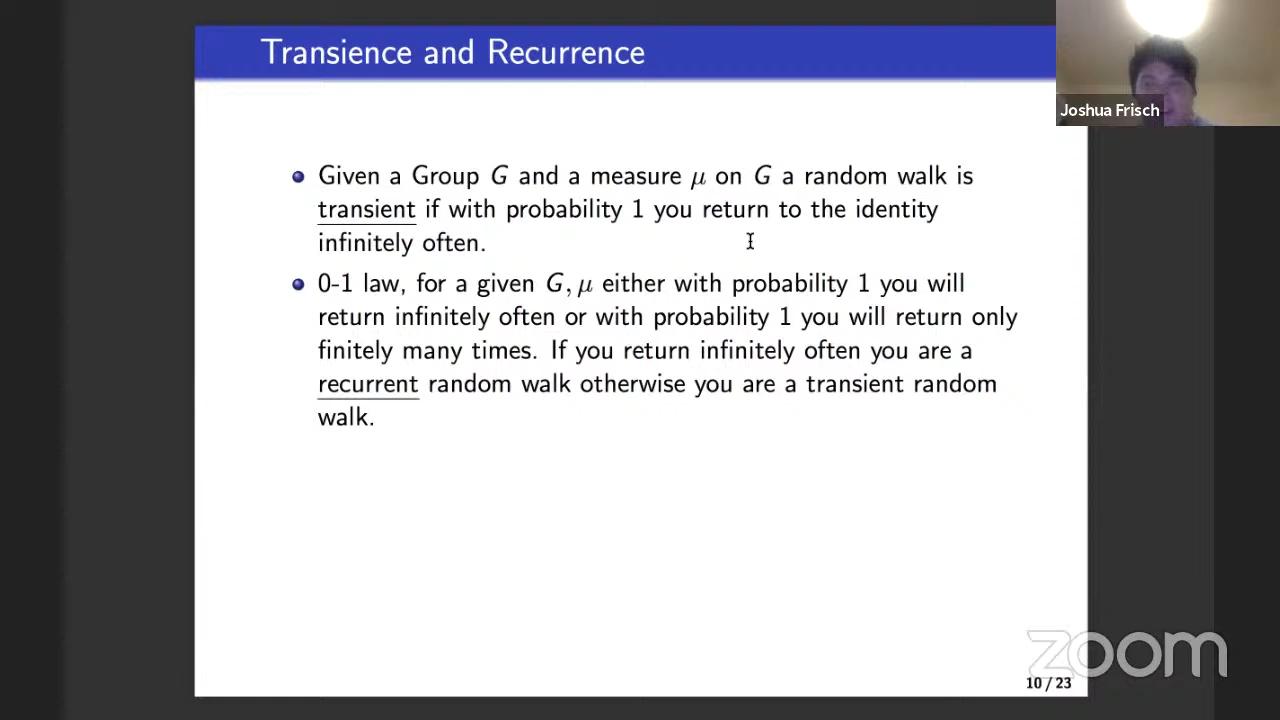 Transience and Recurrence
Joshua Frisch
Given a Group G and a measure μ on G a random walk is
transient if with probability 1 you return to the identity
infinitely often.
0-1 law, for a given G, μ either with probability 1 you will
return infinitely often or with probability 1 you will return only
finitely many times. If you return infinitely often you are a
recurrent random walk otherwise you are a transient random
walk.
zoom
10 / 23